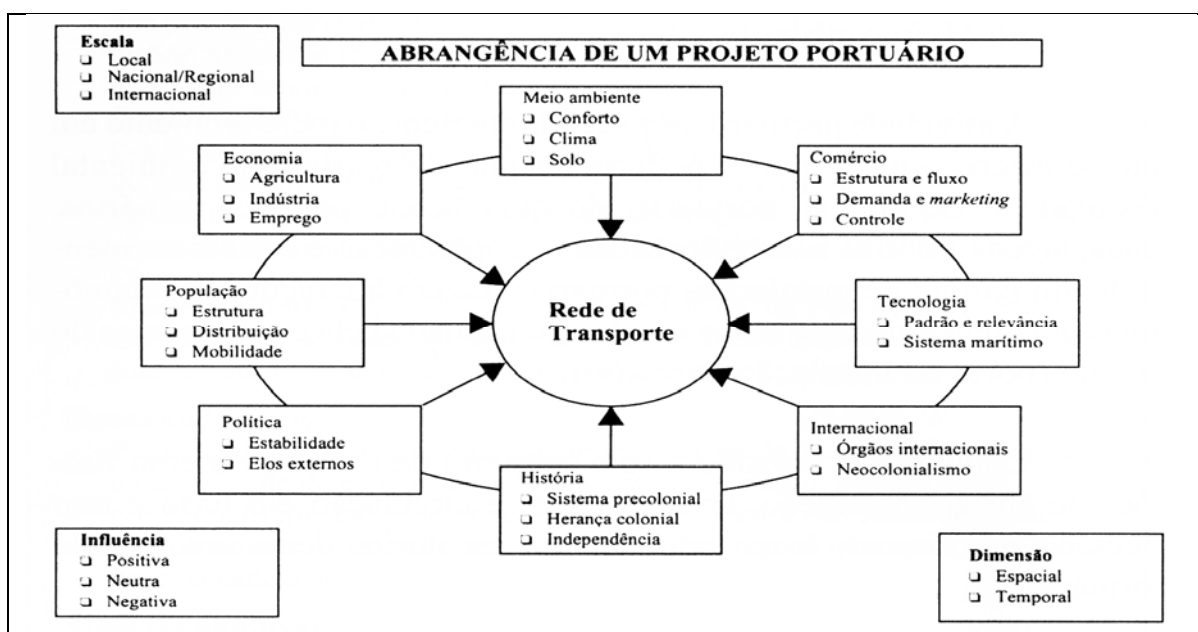 Escala
❑ Local
❑ Nacional/Regional
❑ Internacional
ABRANGÊNCIA DE UM PROJETO PORTUÁRIO
Meio ambiente
❑ Conforto
❑ Clima
❑ Solo
Economia
❑ Agricultura
❑ Indústria
❑ Emprego
Comércio
❑ Estrutura e fluxo
❑ Demanda e marketing
❑ Controle
População
❑ Estrutura
❑ Distribuição
❑ Mobilidade
Rede de
Transporte
Tecnologia
❑ Padrão e relevância
❑ Sistema marítimo
Política
❑ Estabilidade
❑ Elos externos
História
❑ Sistema precolonial
❑ Herança colonial
❑ Independência
Internacional
❑ Órgãos internacionais
❑ Neocolonialismo
Influência
❑ Positiva
❑ Neutra
❑ Negativa
Dimensão
❑ Espacial
❑ Temporal